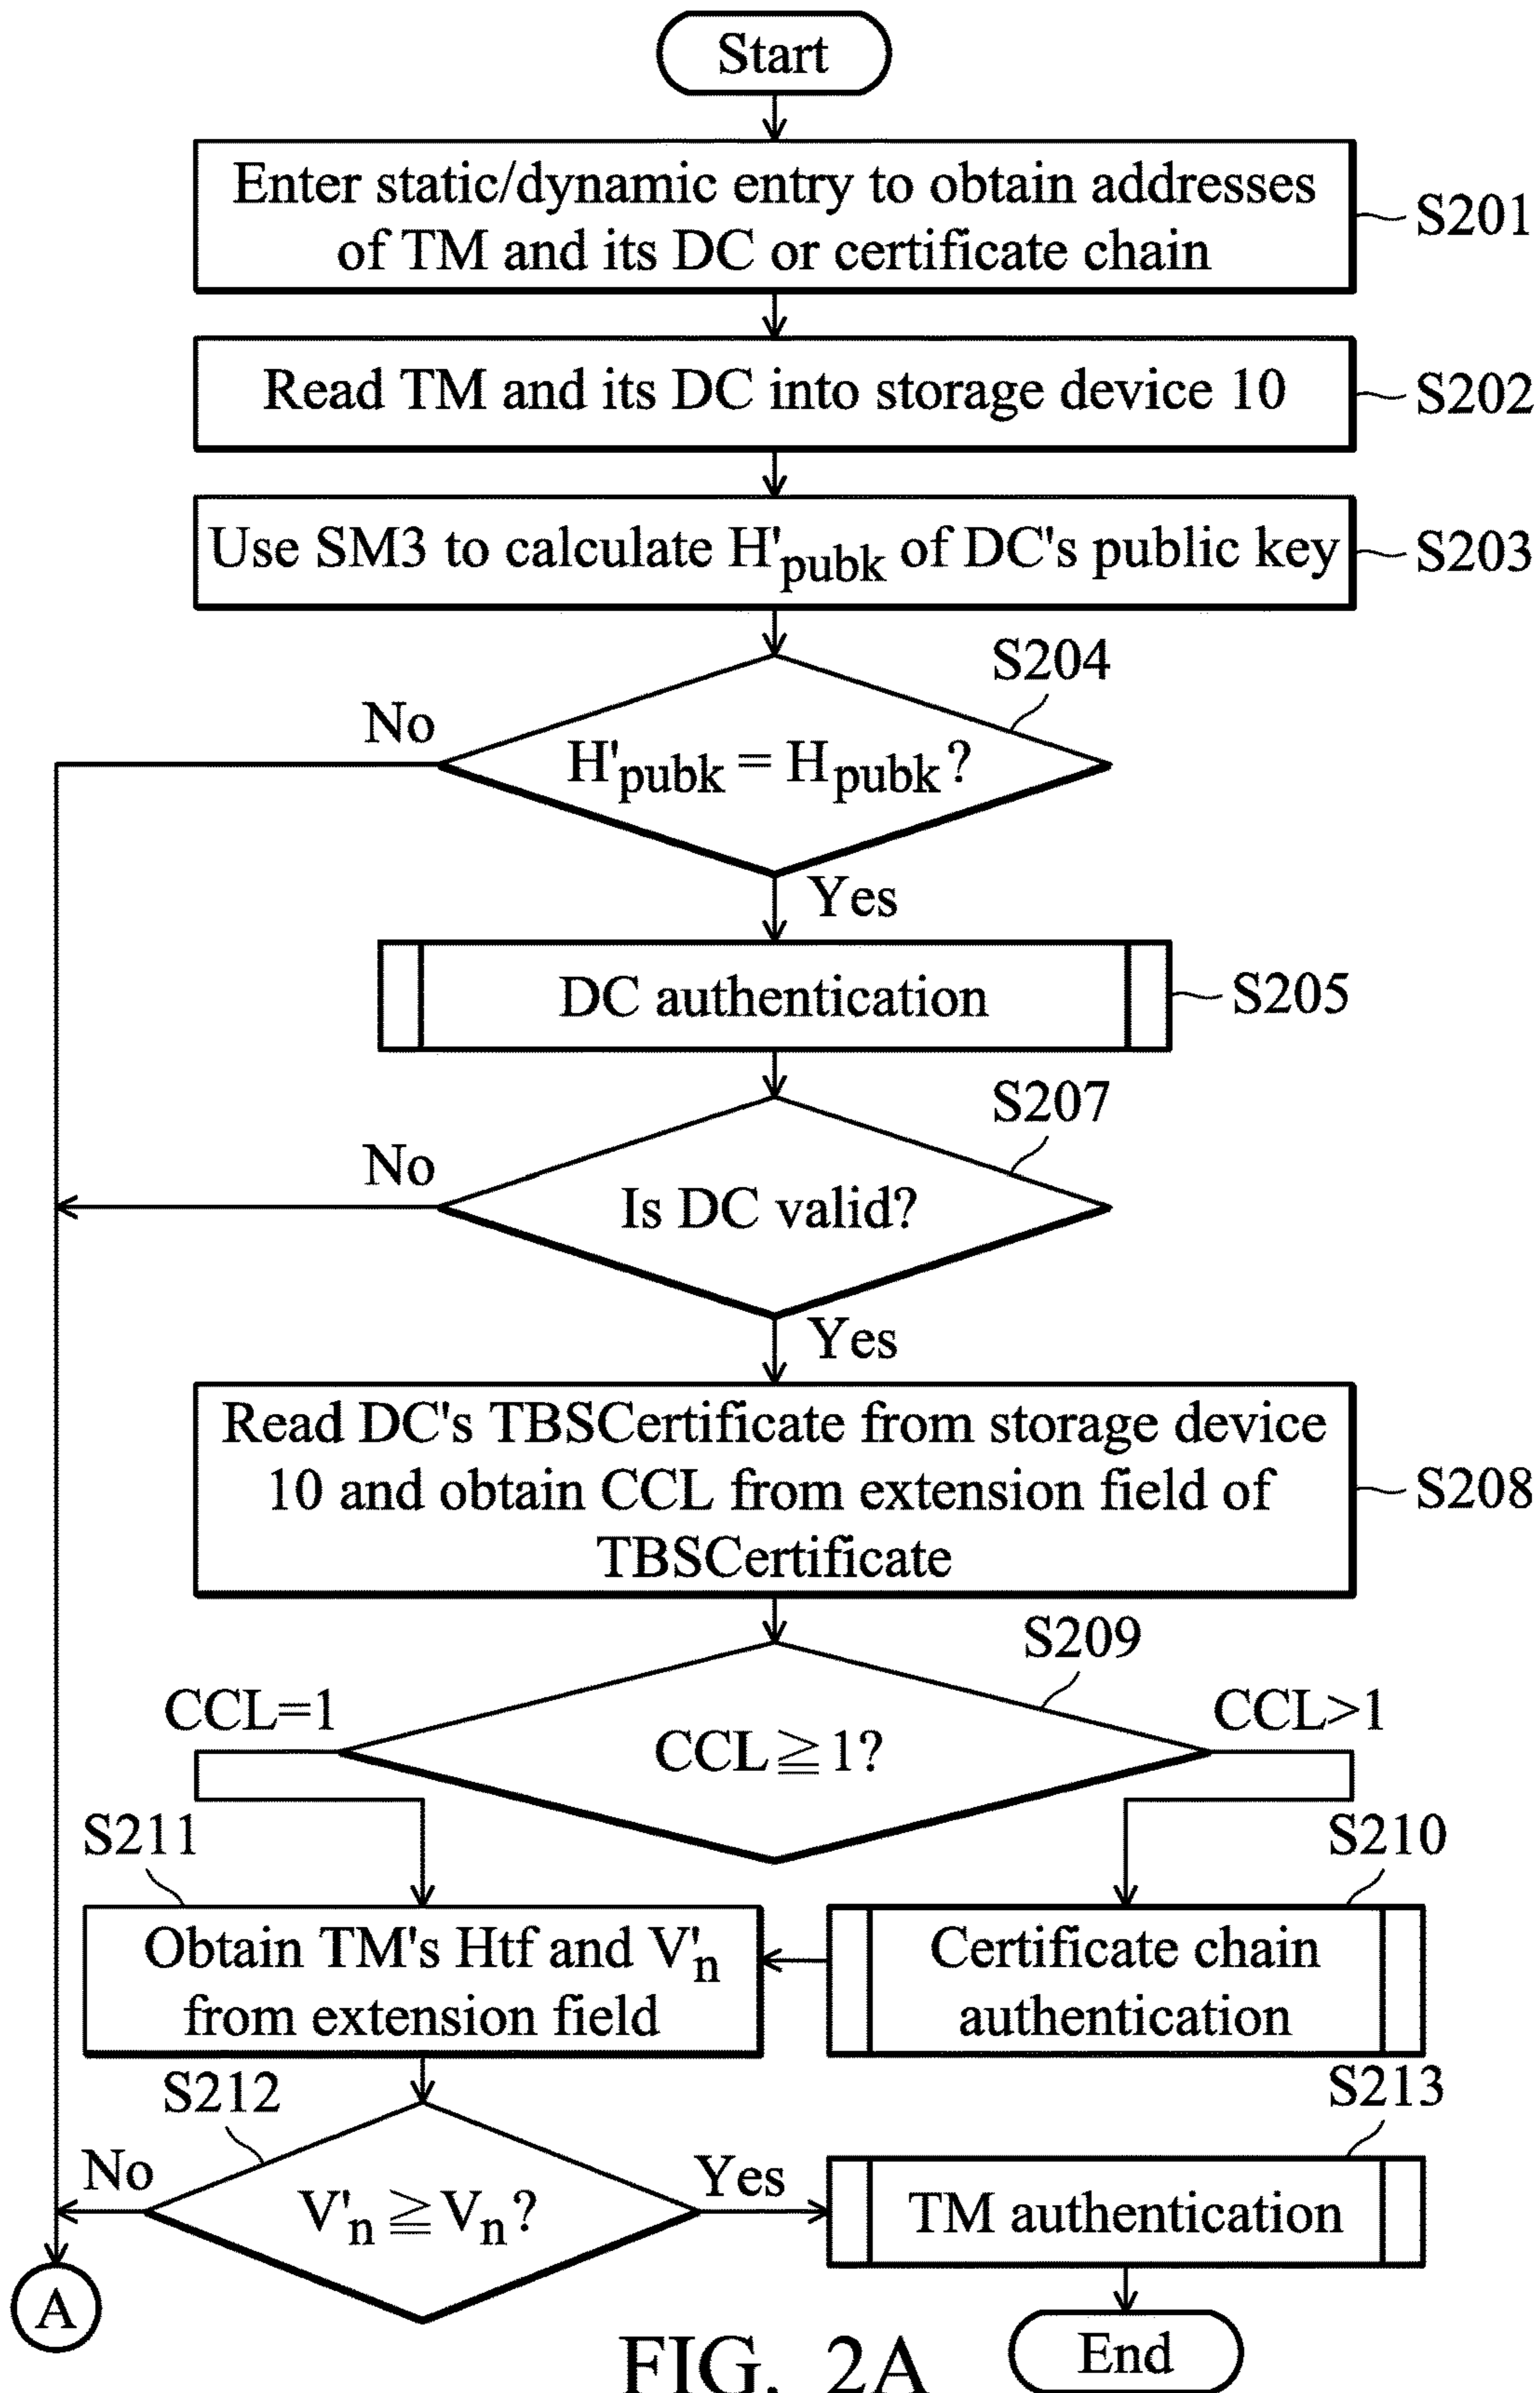 Start
Enter static/dynamic entry to obtain addresses
of TM and its DC or certificate chain
S201
Read TM and its DC into storage device 10
S202
Use SM3 to calculate H'pubk of DC's public key
S203
S204
No
H'pubk = Hpubk?
Yes
DC authentication
S205
S207
No
Is DC valid?
Yes
Read DC's TBSCertificate from storage device
10 and obtain CCL from extension field of
TBSCertificate
S208
S209
CCL=1
CCL≧1?
CCL>1
S211
S210
Obtain TM's Htf and V'n
from extension field
Certificate chain
authentication
S212
S213
No
V'n≧Vn?
Yes
TM authentication
A
End
FIG. 2A